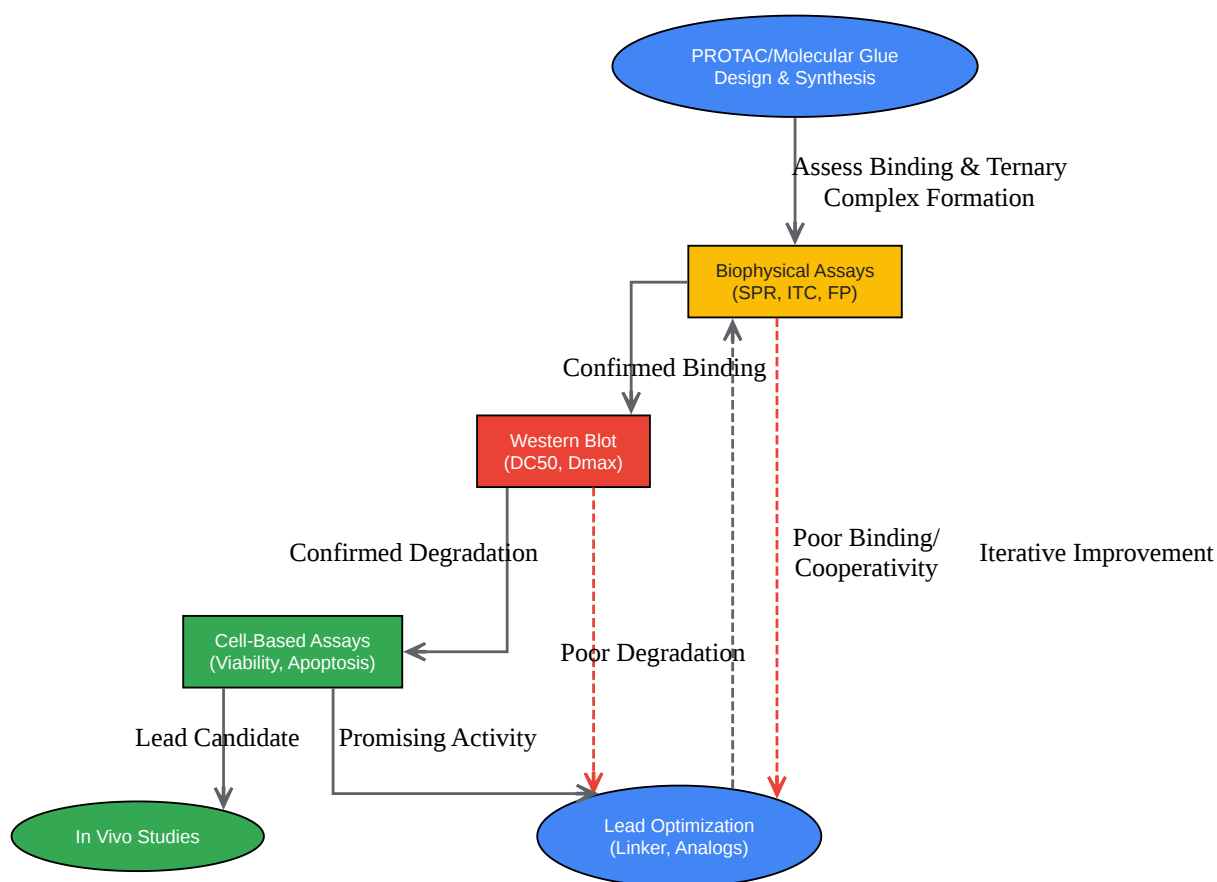 PROTAC/Molecular Glue
Design & Synthesis
Assess Binding & Ternary
Complex Formation
Biophysical Assays
(SPR, ITC, FP)
Confirmed Binding
Western Blot
(DC50, Dmax)
Confirmed Degradation
Poor Binding/
Cooperativity
Iterative Improvement
Cell-Based Assays
(Viability, Apoptosis)
Poor Degradation
Lead Candidate
Promising Activity
In Vivo Studies
Lead Optimization
(Linker, Analogs)